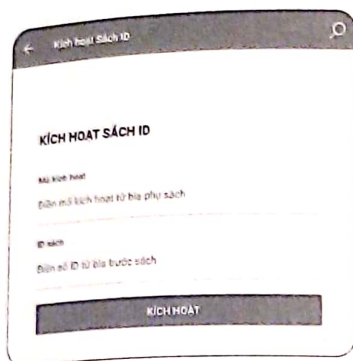 Kích hoạt Sách ID
KÍCH HOẠT SÁCH ID
Mã kích hoạt
Điền mã kích hoạt từ bìa phụ sách
ID sách
Điền số ID từ bìa trước sách
KÍCH HOẠT